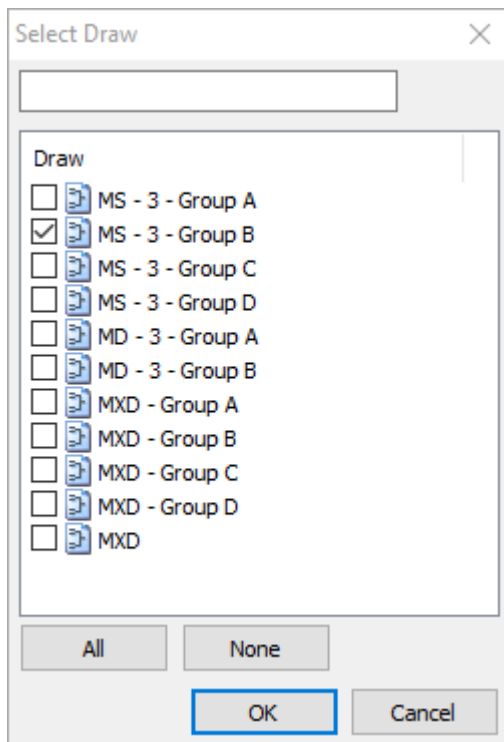 Select Draw
Draw
MS - 3 - Group A
MS - 3 - Group B
MS - 3 - Group C
MS - 3 - Group D
MD - 3 - Group A
MD - 3 - Group B
MXD - Group A
MXD - Group B
MXD - Group C
MXD - Group D
MXD
All None
OK Cancel